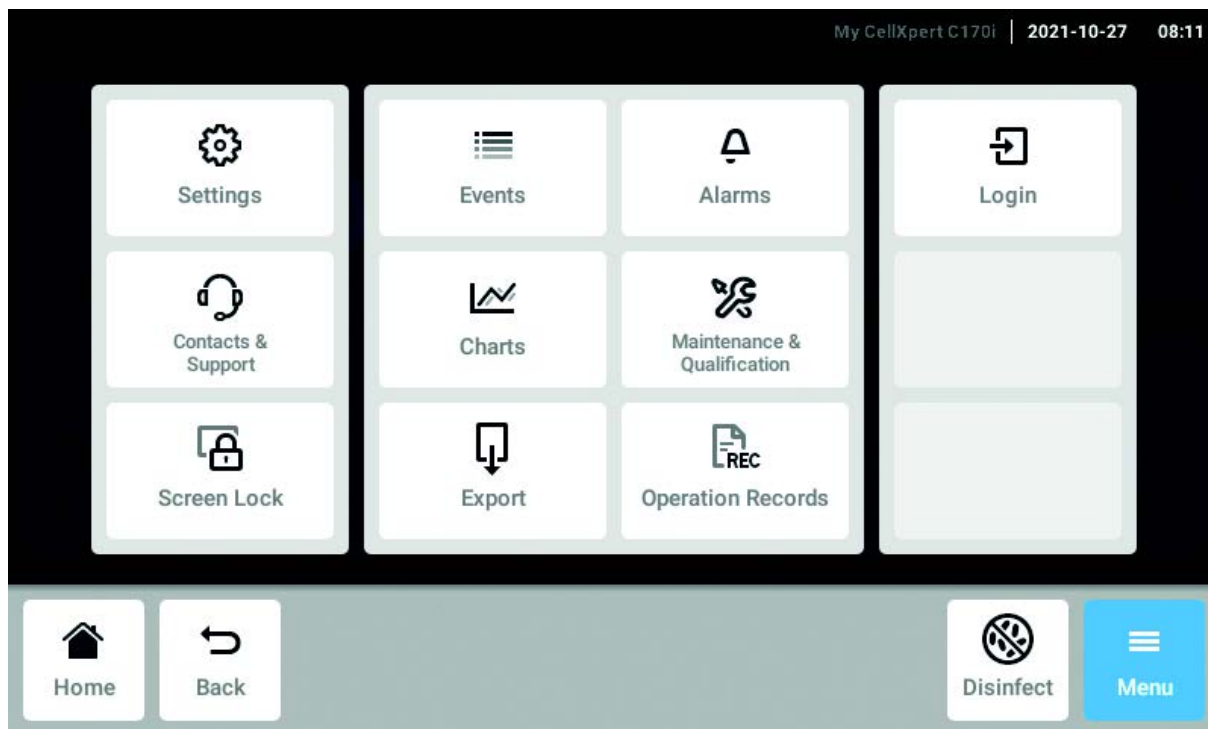 My CellXpert C170i | 2021-10-27 08:11
Settings
Events
Alarms
Login
Contacts &
Support
Charts
Maintenance &
Qualification
Screen Lock
Export
REC
Operation Records
Home
Back
Disinfect
Menu